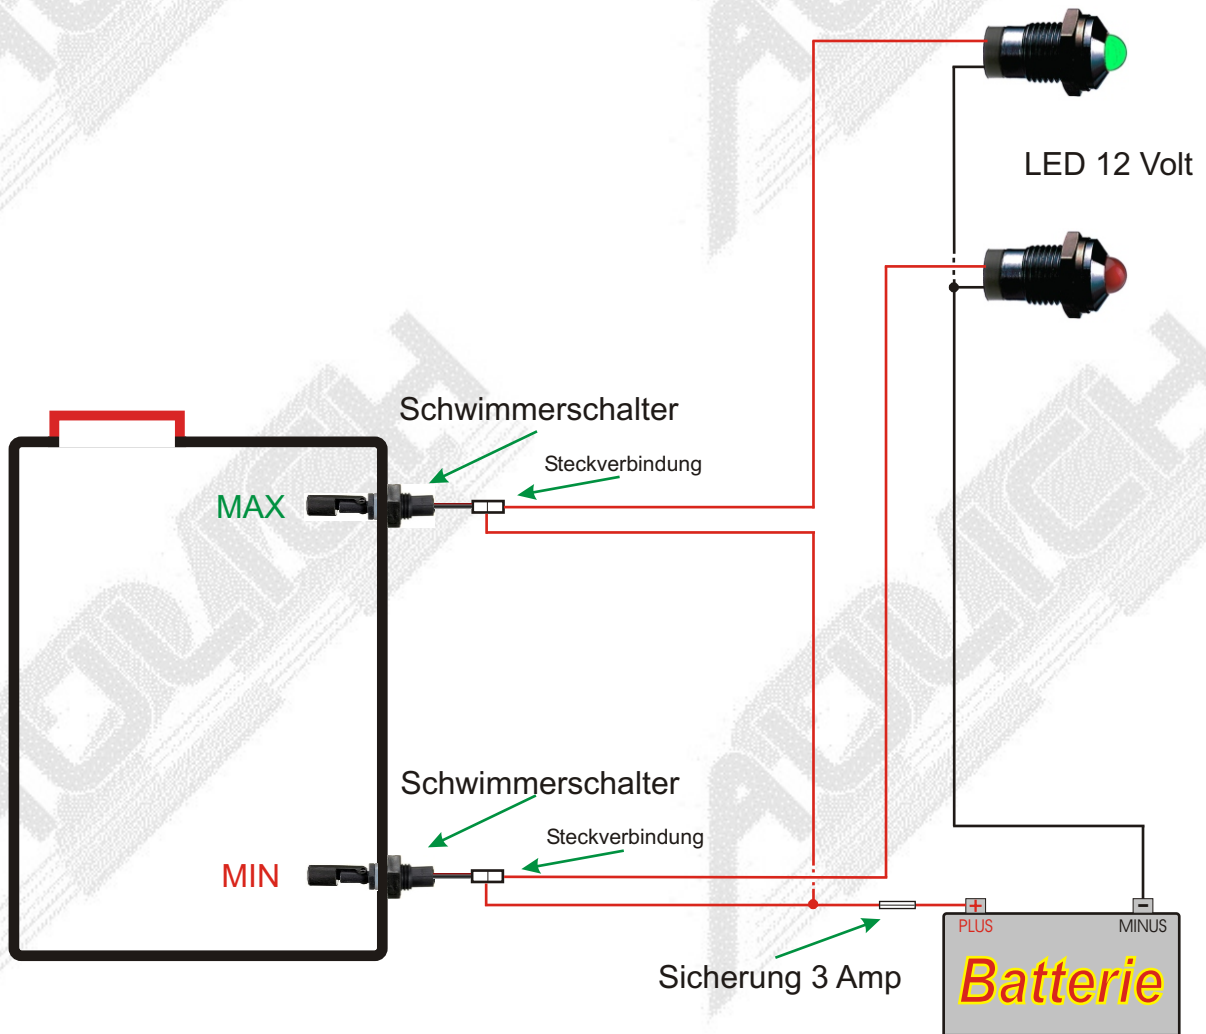 LED 12 Volt
Schwimmerschalter
Steckverbindung
MAX
Schwimmerschalter
Steckverbindung
MIN
+
-
PLUS
MINUS
Sicherung 3 Amp
Batterie